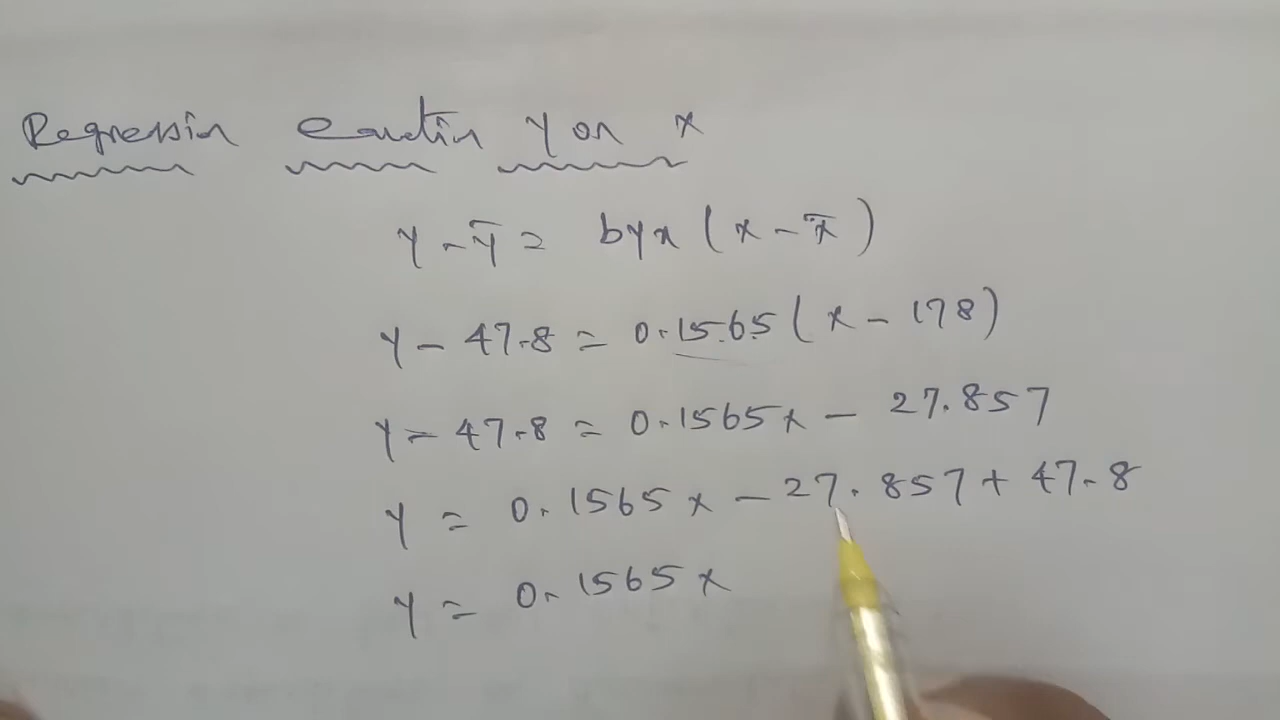 Regression Equation Y on x
Y - Y̅ = byx (x - x̅)
Y - 47.8 = 0.1565 (x - 178)
Y - 47.8 = 0.1565x - 27.857
Y = 0.1565x - 27.857 + 47.8
Y = 0.1565x